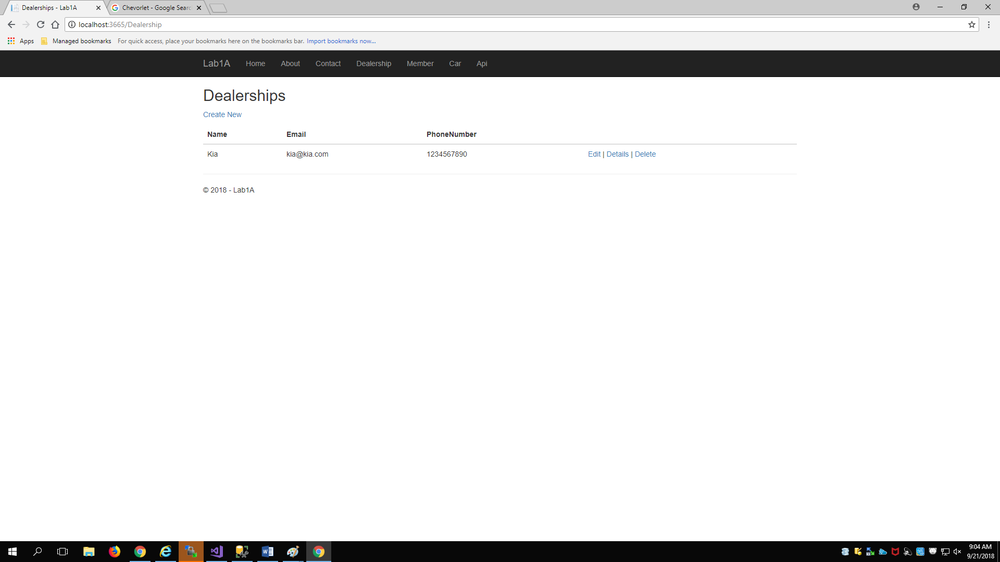 Dealerships - Lab1A
Chevorlet - Google Searc
localhost:3665/Dealership
Apps Managed bookmarks For quick access, place your bookmarks here on the bookmarks bar. Import bookmarks now...
Lab1A Home About Contact Dealership Member Car Api
Dealerships
Create New
Name Email PhoneNumber
Kia kia@kia.com 1234567890 Edit | Details | Delete
© 2018 - Lab1A
9:04 AM
9/21/2018